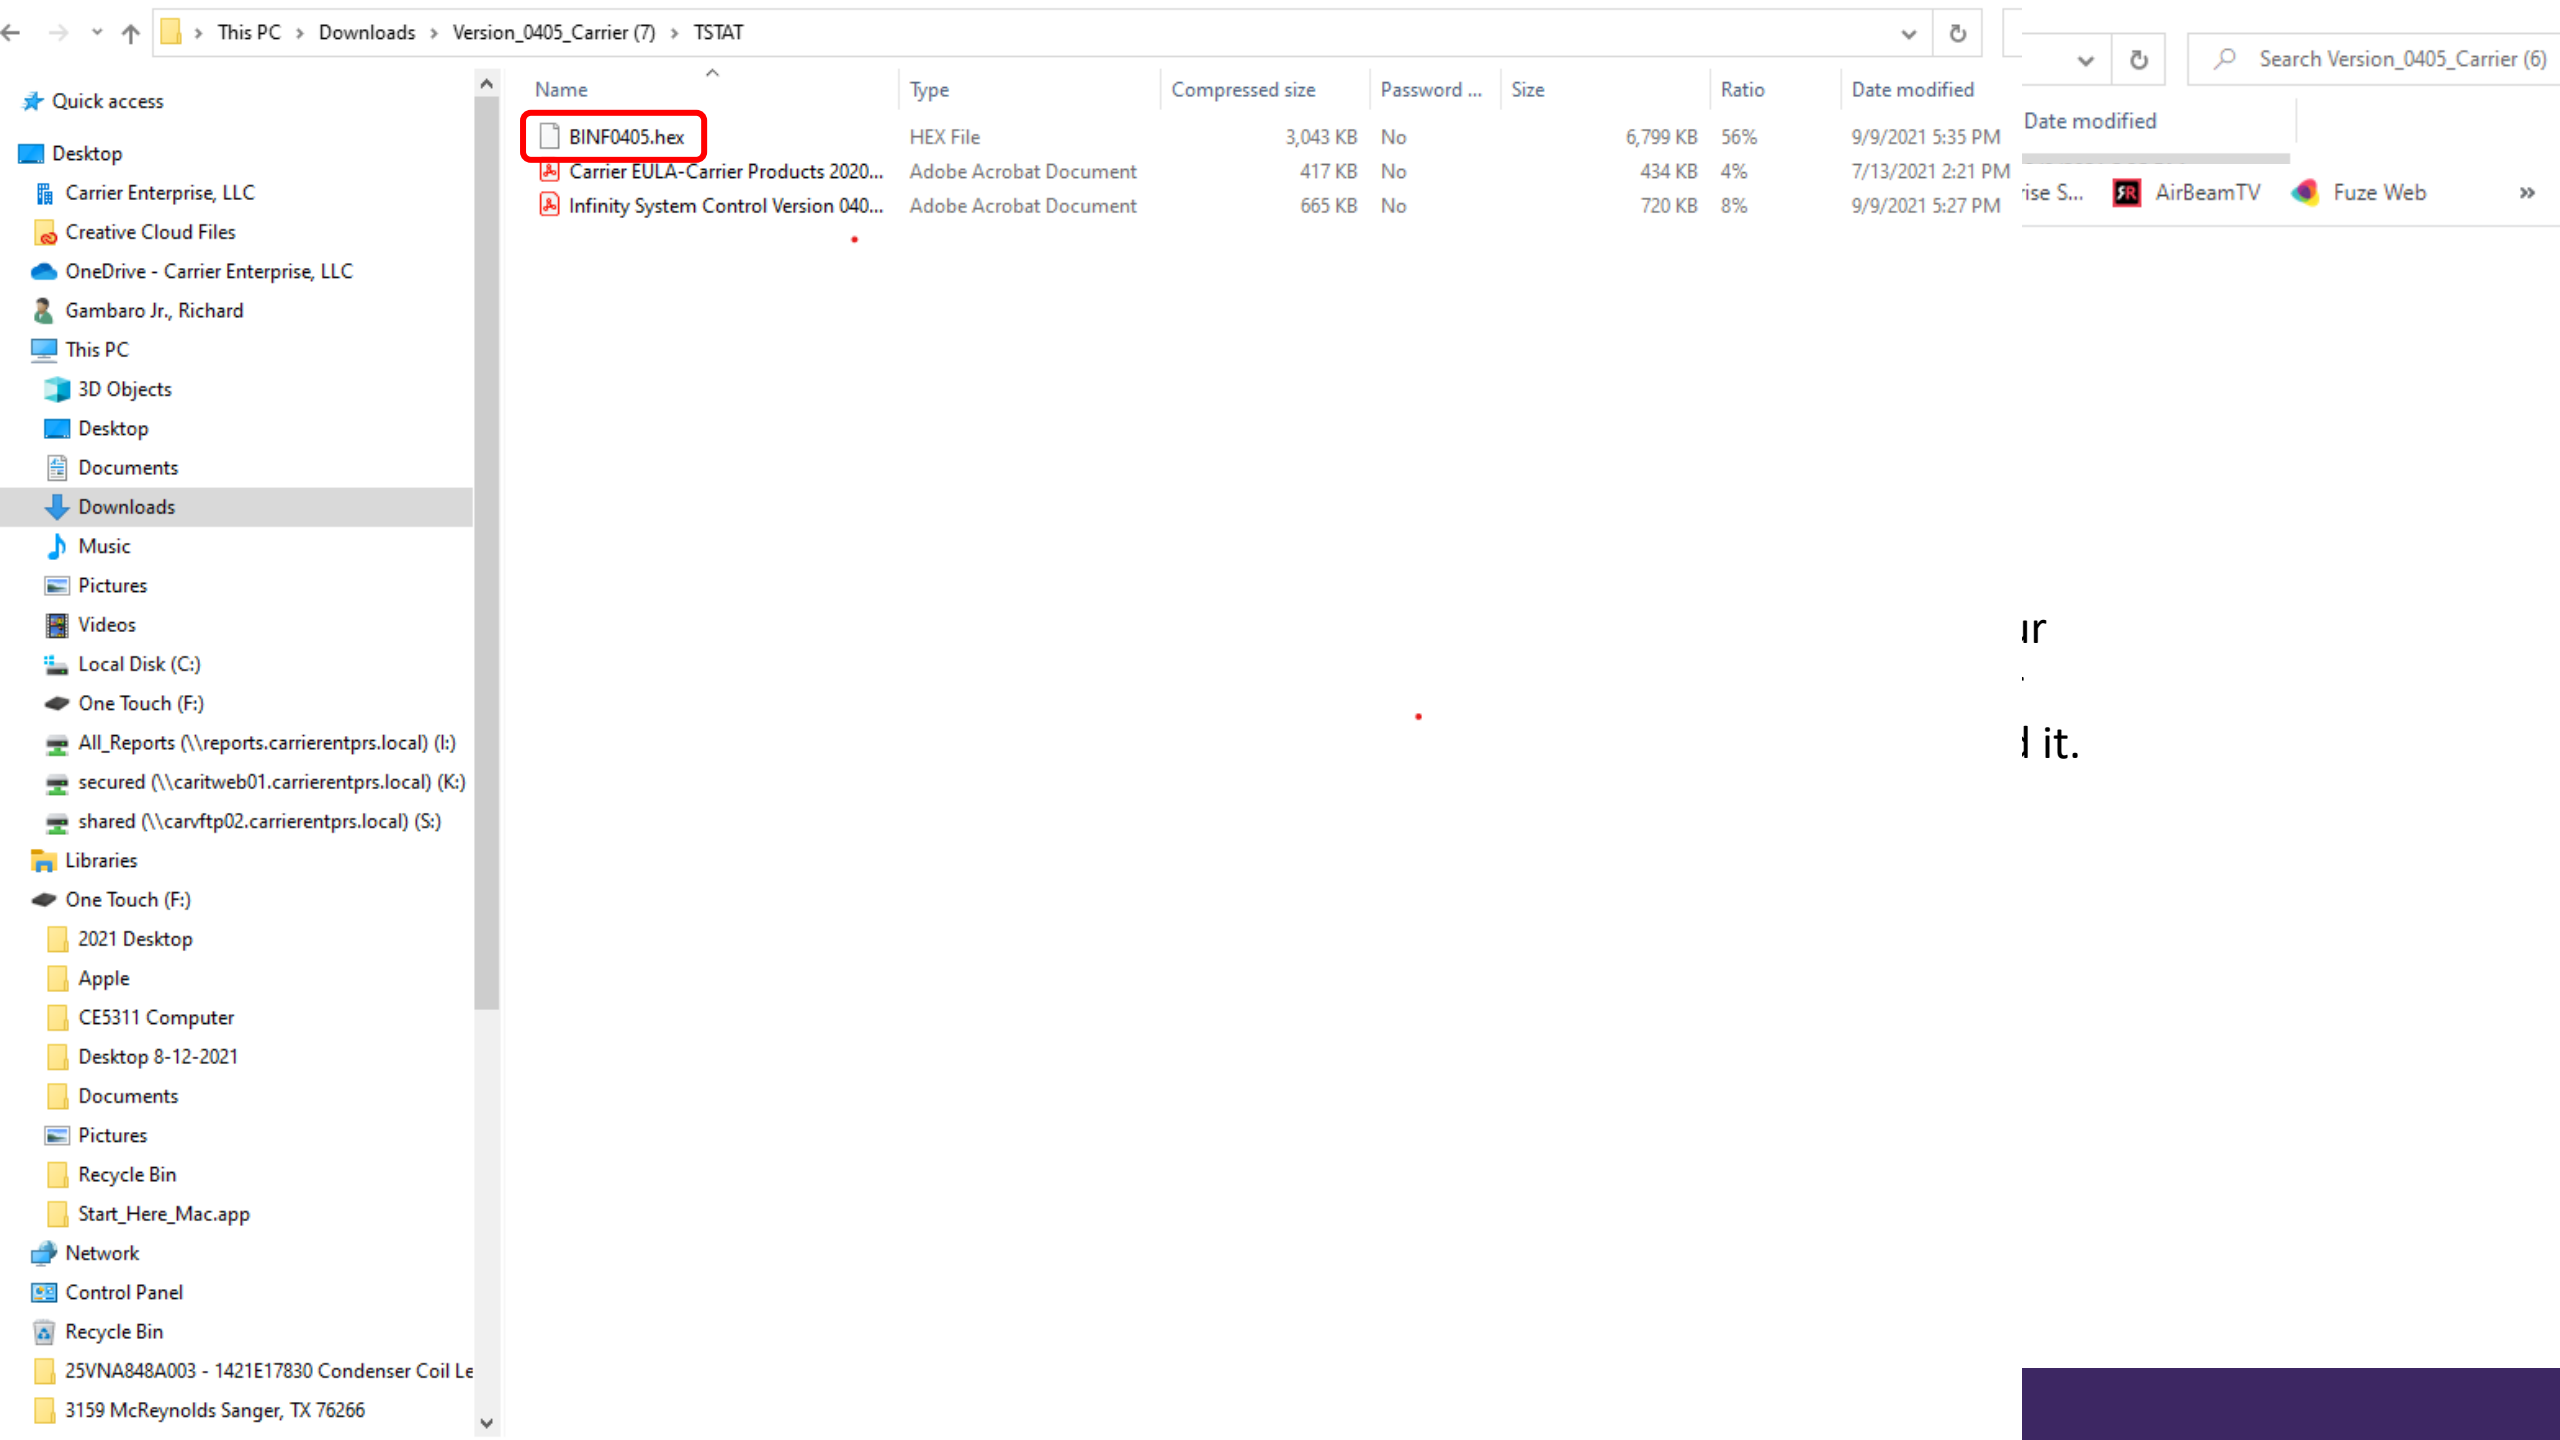 This PC > Downloads > Version_0405_Carrier (7) > TSTAT
Search Version_0405_Carrier (6)
Name Type Compressed size Password ... Size Ratio Date modified
Date modified
BINF0405.hex HEX File 3,043 KB No 6,799 KB 56% 9/9/2021 5:35 PM
Carrier EULA-Carrier Products 2020... Adobe Acrobat Document 417 KB No 434 KB 4% 7/13/2021 2:21 PM
Infinity System Control Version 040... Adobe Acrobat Document 665 KB No 720 KB 8% 9/9/2021 5:27 PM
rise S... AirBeamTV Fuze Web »
Quick access
Desktop
Carrier Enterprise, LLC
Creative Cloud Files
OneDrive - Carrier Enterprise, LLC
Gambaro Jr., Richard
This PC
3D Objects
Desktop
Documents
Downloads
Music
Pictures
Videos
Local Disk (C:)
One Touch (F:)
All_Reports (\\reports.carrierentprs.local) (I:)
secured (\\caritweb01.carrierentprs.local) (K:)
shared (\\carvftp02.carrierentprs.local) (S:)
Libraries
One Touch (F:)
2021 Desktop
Apple
CE5311 Computer
Desktop 8-12-2021
Documents
Pictures
Recycle Bin
Start_Here_Mac.app
Network
Control Panel
Recycle Bin
25VNA848A003 - 1421E17830 Condenser Coil Le
3159 McReynolds Sanger, TX 76266
it.